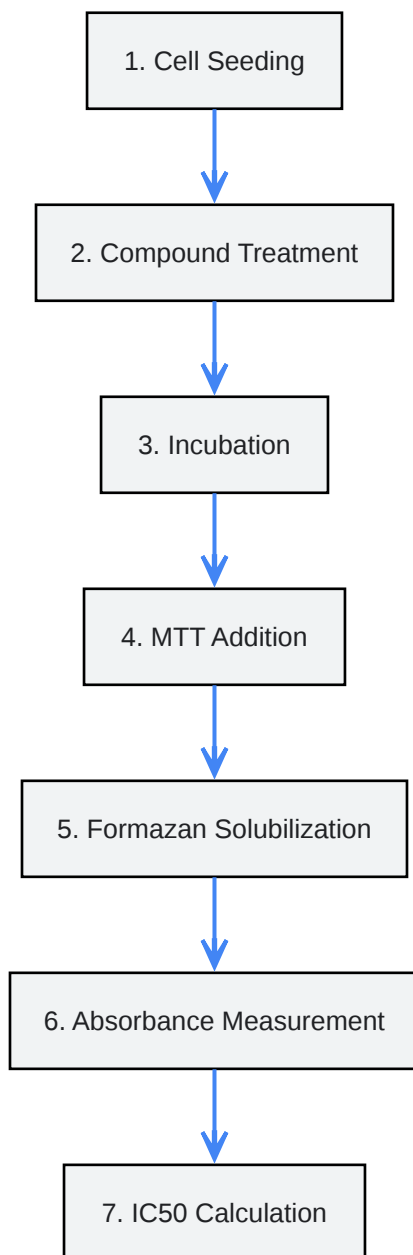 1. Cell Seeding
2. Compound Treatment
3. Incubation
4. MTT Addition
5. Formazan Solubilization
6. Absorbance Measurement
7. IC50 Calculation